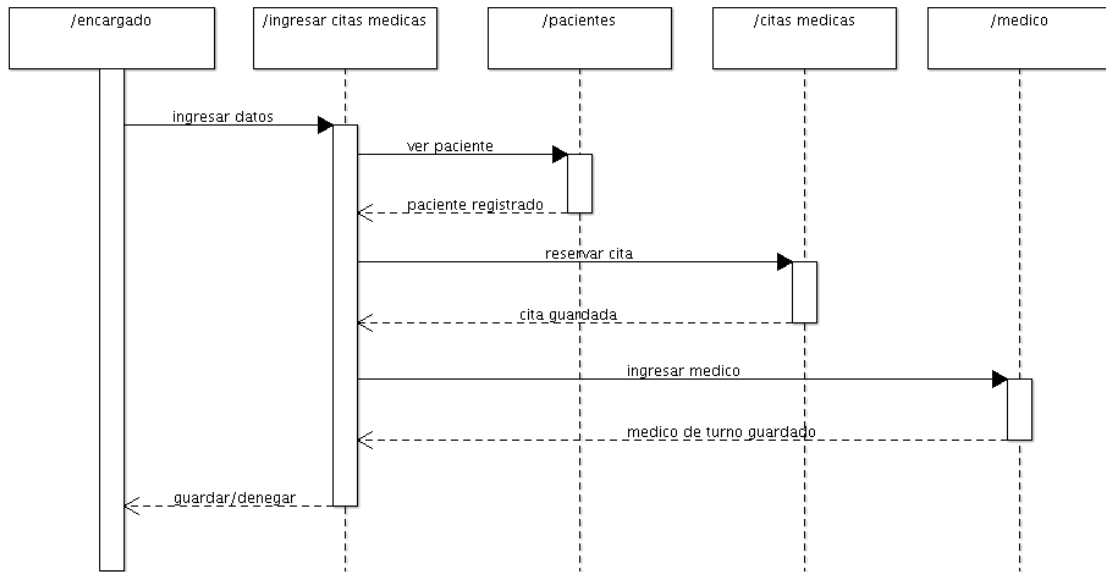 /encargado
/ingresar citas medicas
/pacientes
/citas medicas
/medico
ingresar datos
ver paciente
paciente registrado
reservar cita
cita guardada
ingresar medico
medico de turno guardado
guardar/denegar